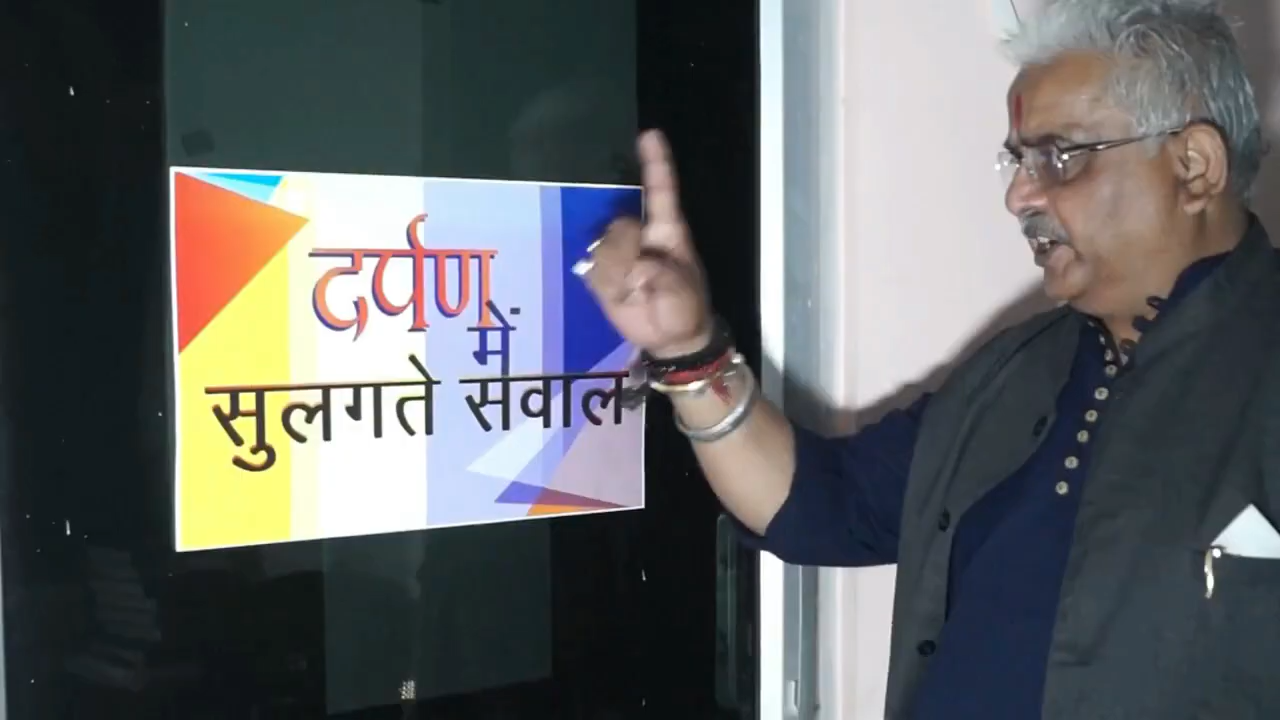 दर्पण
में
सुलगते सवाल